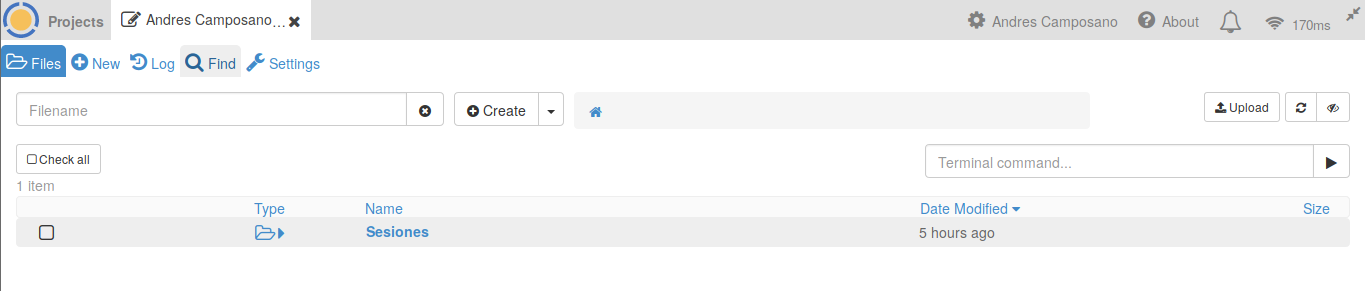 Projects Andres Camposano... Andres Camposano About 170ms
Files New Log Find Settings
Filename Create Upload
Check all Terminal command...
1 item
Type Name Date Modified Size
Sesiones 5 hours ago